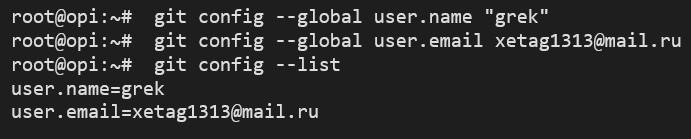 root@opi:~#  git config --global user.name "grek"
root@opi:~#  git config --global user.email xetag1313@mail.ru
root@opi:~#  git config --list
user.name=grek
user.email=xetag1313@mail.ru